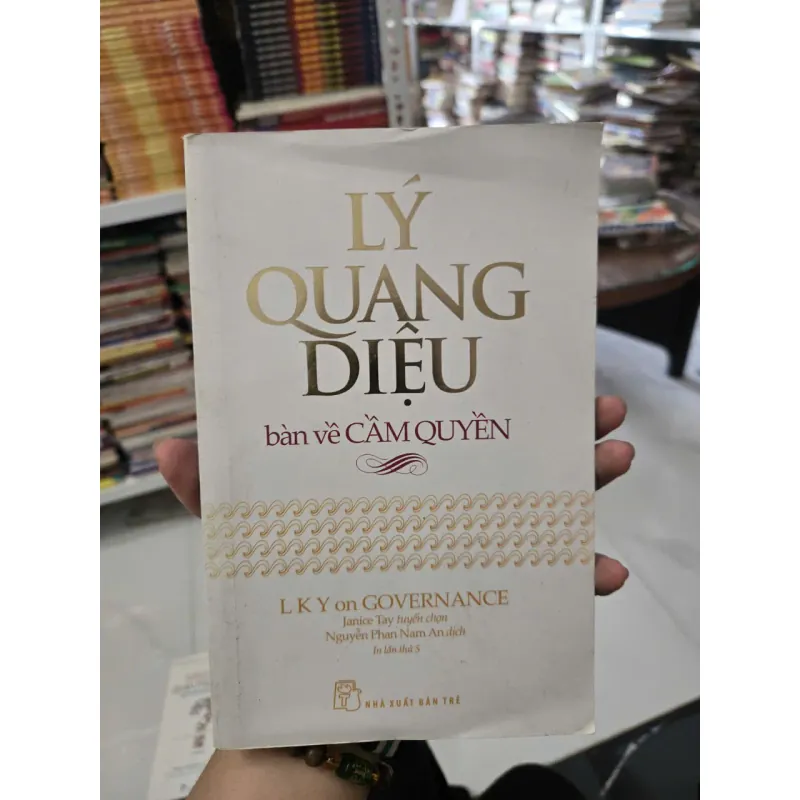 LÝ
QUANG
DIỆU
bàn về CẦM QUYỀN
L K Y on GOVERNANCE
Janice Tay tuyển chọn
Nguyễn Phan Nam An dịch
In lần thứ 5
NHÀ XUẤT BẢN TRẺ